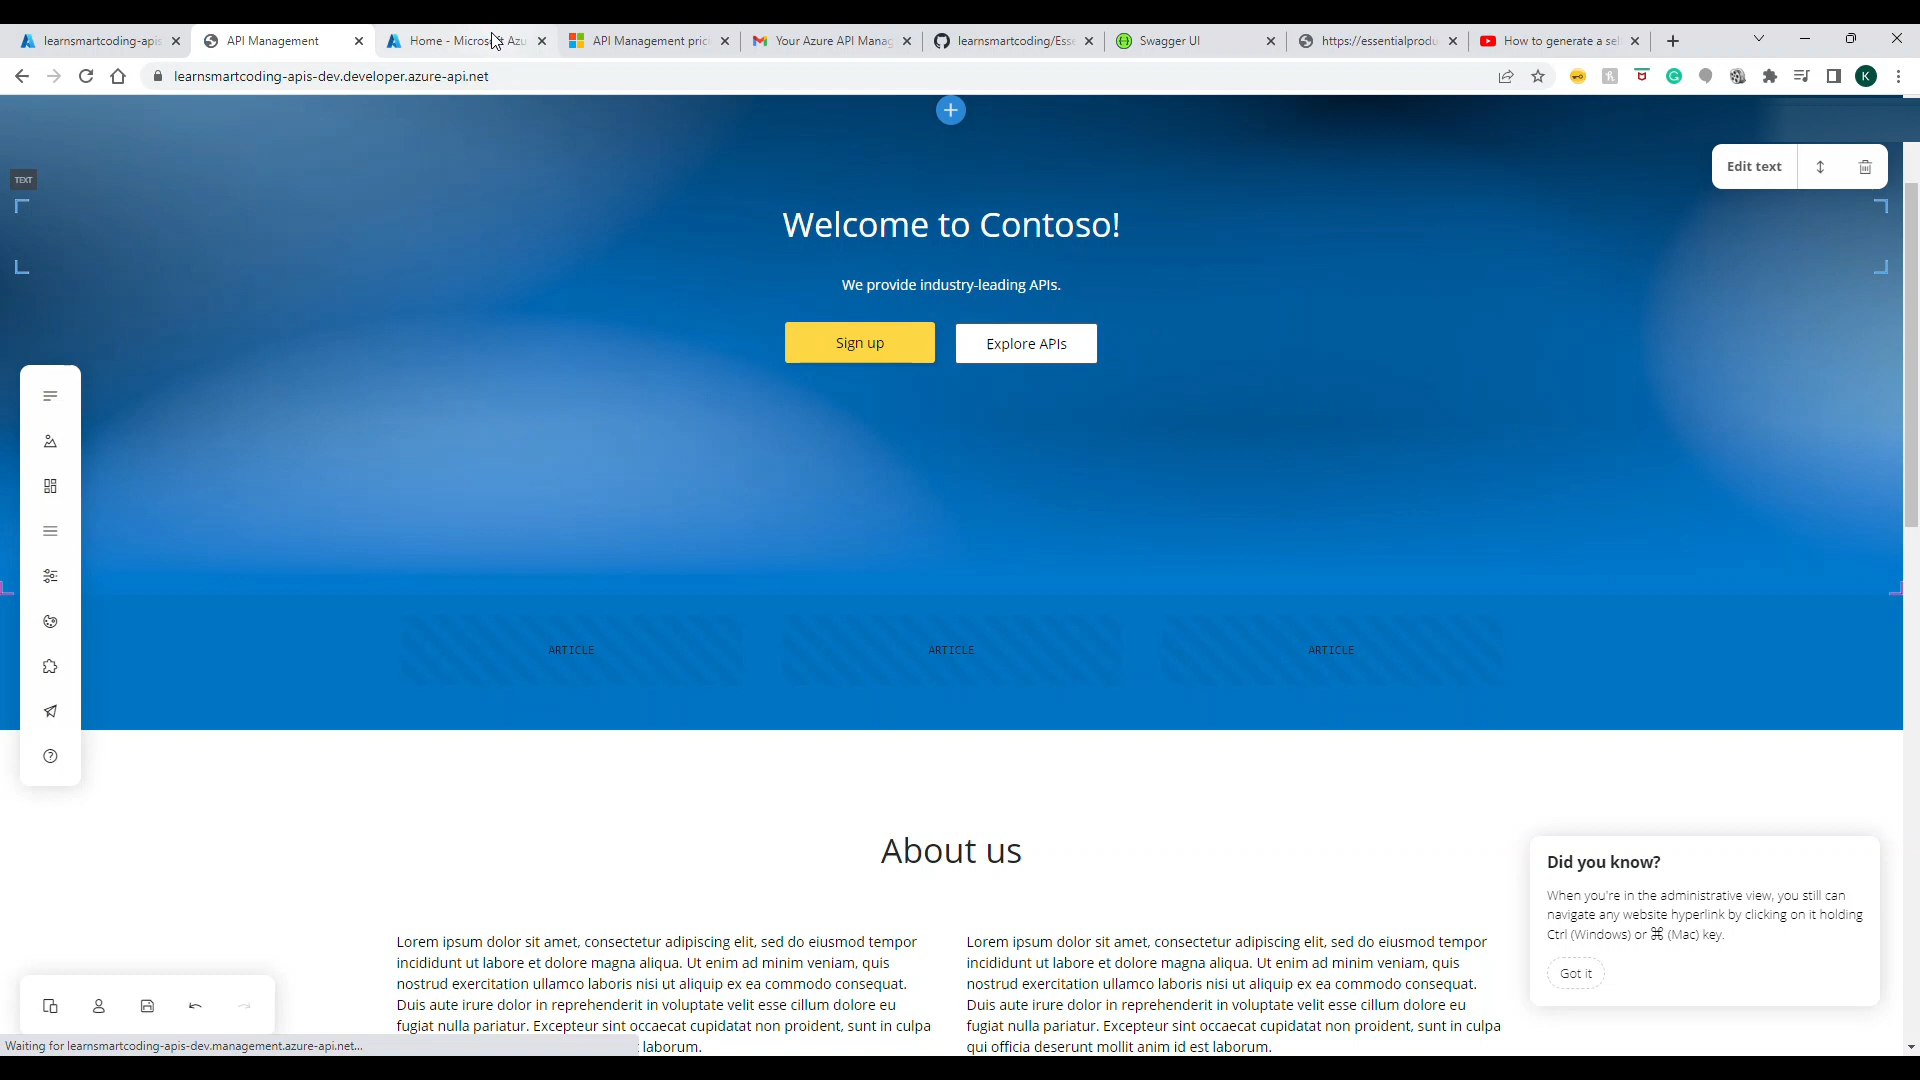 learnsmartcoding-apis
API Management
Home - Microsoft Azu
API Management pric
Your Azure API Manag
learnsmartcoding/Esse
Swagger UI
https://essentialprodu
How to generate a sel
learnsmartcoding-apis-dev.developer.azure-api.net
K
TEXT
Edit text
Welcome to Contoso!
We provide industry-leading APIs.
Sign up
Explore APIs
ARTICLE
ARTICLE
ARTICLE
About us
Lorem ipsum dolor sit amet, consectetur adipiscing elit, sed do eiusmod tempor
incididunt ut labore et dolore magna aliqua. Ut enim ad minim veniam, quis
nostrud exercitation ullamco laboris nisi ut aliquip ex ea commodo consequat.
Duis aute irure dolor in reprehenderit in voluptate velit esse cillum dolore eu
fugiat nulla pariatur. Excepteur sint occaecat cupidatat non proident, sunt in culpa
laborum.
Lorem ipsum dolor sit amet, consectetur adipiscing elit, sed do eiusmod tempor
incididunt ut labore et dolore magna aliqua. Ut enim ad minim veniam, quis
nostrud exercitation ullamco laboris nisi ut aliquip ex ea commodo consequat.
Duis aute irure dolor in reprehenderit in voluptate velit esse cillum dolore eu
fugiat nulla pariatur. Excepteur sint occaecat cupidatat non proident, sunt in culpa
qui officia deserunt mollit anim id est laborum.
Did you know?
When you're in the administrative view, you still can
navigate any website hyperlink by clicking on it holding
Ctrl (Windows) or ⌘ (Mac) key.
Got it
Waiting for learnsmartcoding-apis-dev.management.azure-api.net...